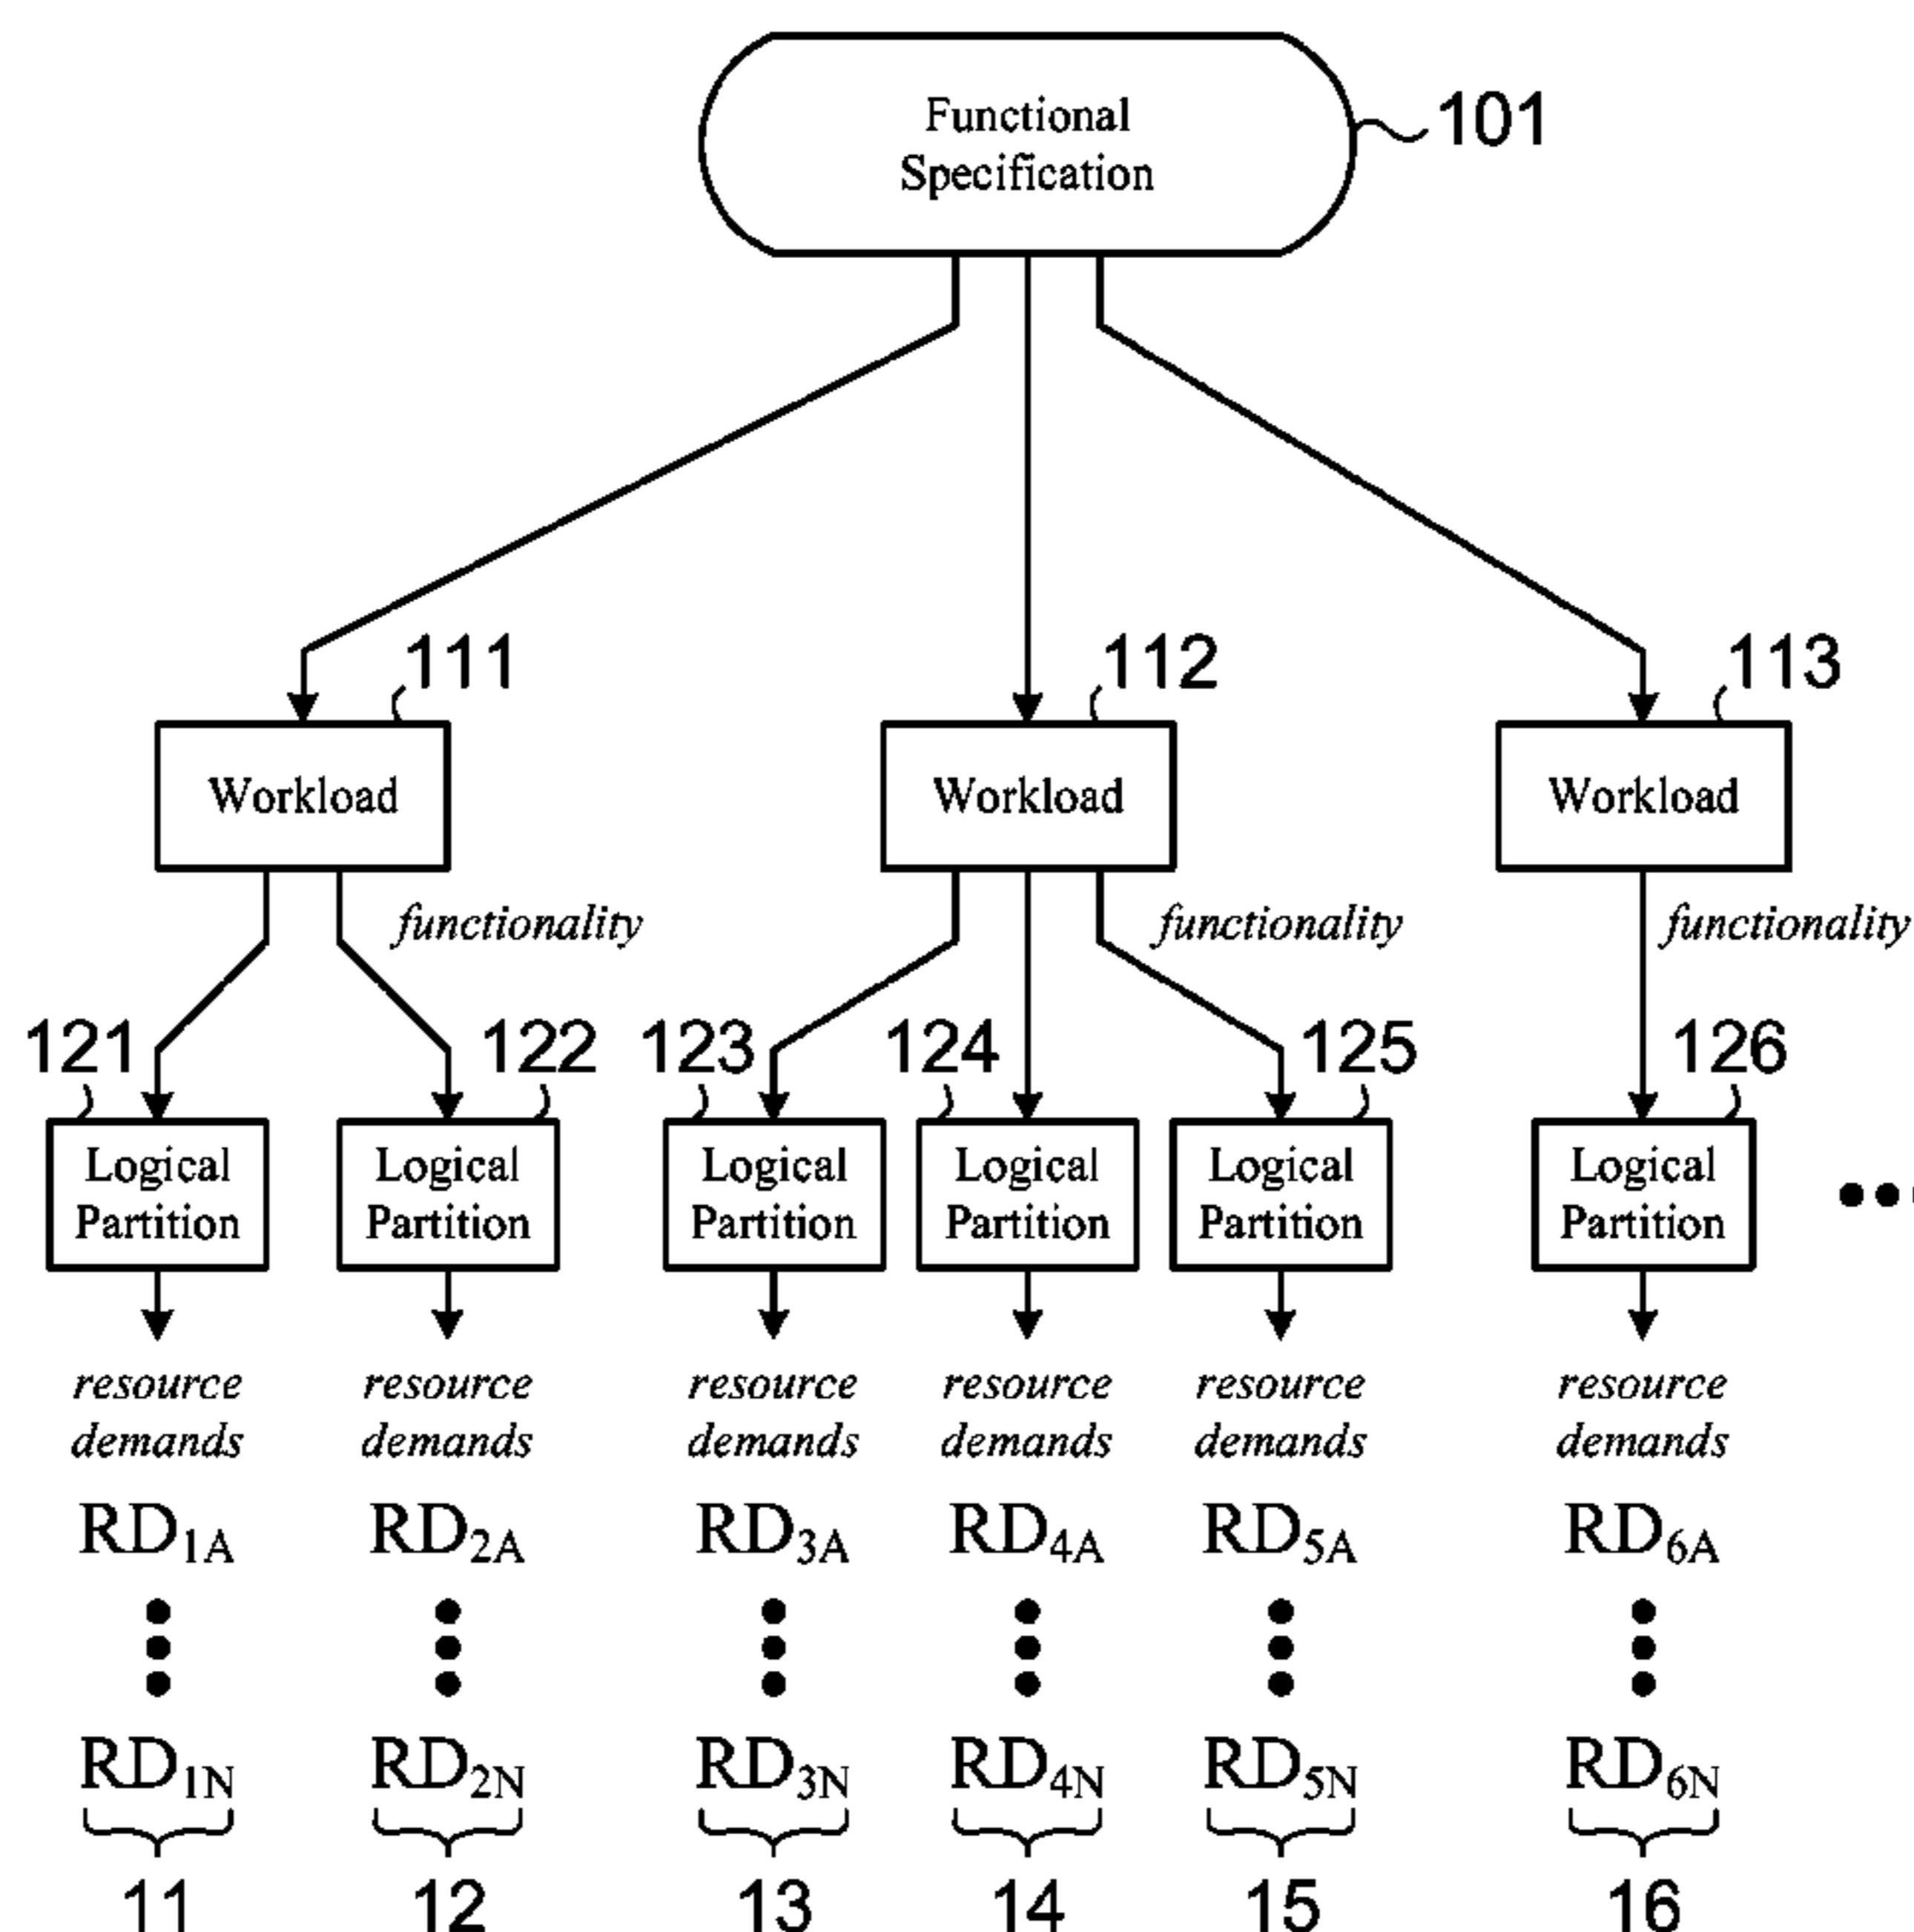 Functional
Specification
101
111
112
113
Workload
Workload
Workload
functionality
functionality
functionality
121
122
123
124
125
126
Logical
Partition
Logical
Partition
Logical
Partition
Logical
Partition
Logical
Partition
Logical
Partition
resource
demands
resource
demands
resource
demands
resource
demands
resource
demands
resource
demands
RD1A
RD2A
RD3A
RD4A
RD5A
RD6A
RD1N
RD2N
RD3N
RD4N
RD5N
RD6N
11
12
13
14
15
16